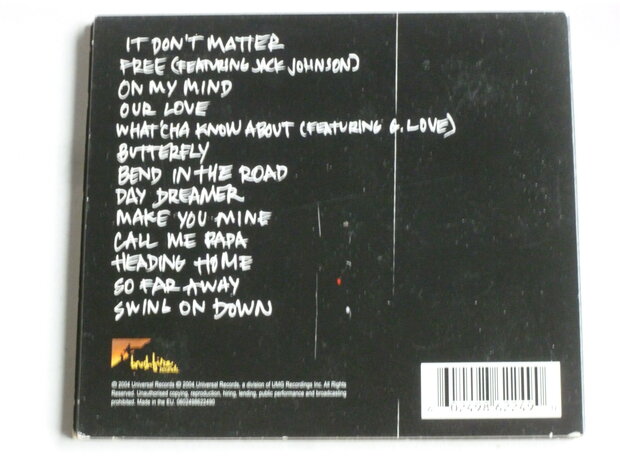 IT DON'T MATTER
FREE (FEATURING JACK JOHNSON)
ON MY MIND
OUR LOVE
WHAT'CHA KNOW ABOUT (FEATURING G. LOVE)
BUTTERFLY
BEND IN THE ROAD
DAY DREAMER
MAKE YOU MINE
CALL ME PAPA
HEADING HOME
SO FAR AWAY
SWING ON DOWN
brushfire
records
℗ 2004 Universal Records © 2004 Universal Records, a division of UMG Recordings Inc. All Rights
Reserved. Unauthorised copying, reproduction, hiring, lending, public performance and broadcasting
prohibited. Made in the EU. 0602498622490